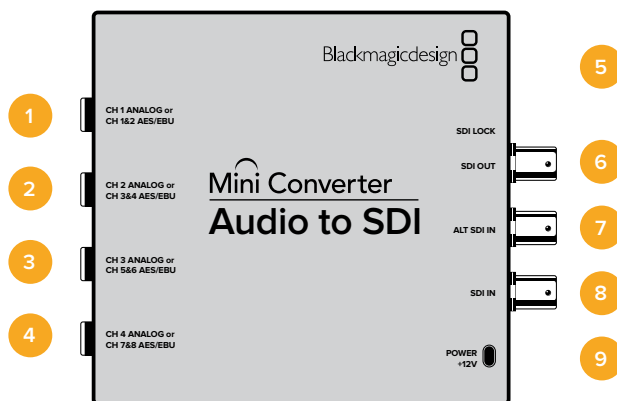 Blackmagicdesign
5
1
CH 1 ANALOG or
CH 1&2 AES/EBU
SDI LOCK
SDI OUT
6
2
CH 2 ANALOG or
CH 3&4 AES/EBU
Mini Converter
Audio to SDI
ALT SDI IN
7
3
CH 3 ANALOG or
CH 5&6 AES/EBU
SDI IN
8
4
CH 4 ANALOG or
CH 7&8 AES/EBU
POWER
+12V
9